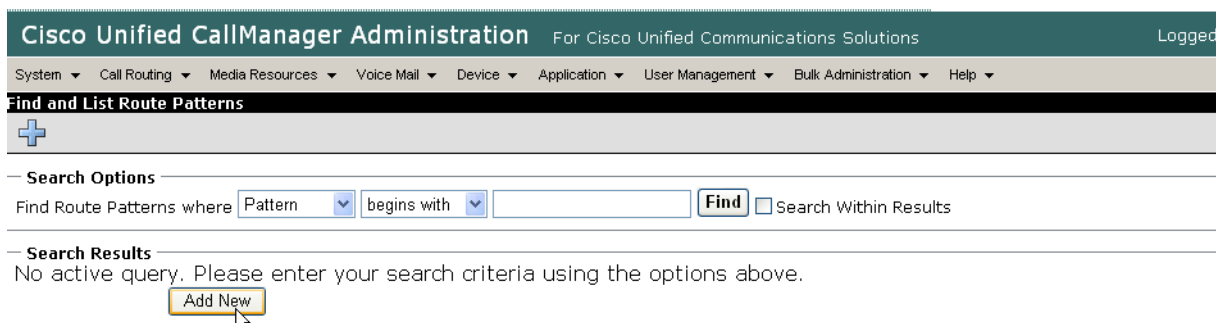 Cisco Unified CallManager Administration For Cisco Unified Communications Solutions Logged
System Call Routing Media Resources Voice Mail Device Application User Management Bulk Administration Help
Find and List Route Patterns
Search Options
Find Route Patterns where Pattern begins with Find Search Within Results
Search Results
No active query. Please enter your search criteria using the options above.
Add New